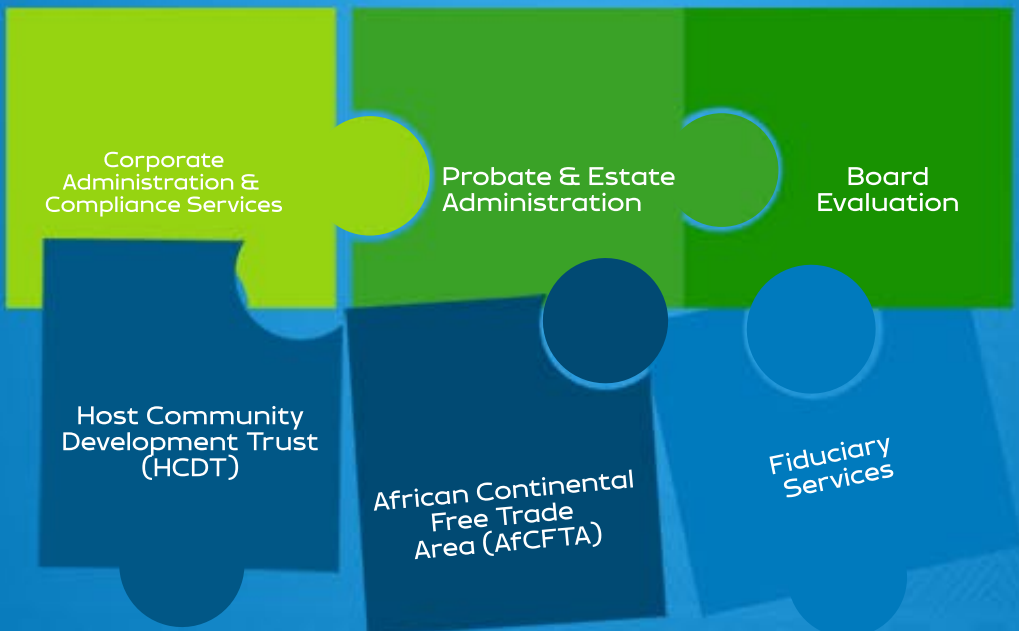 Corporate
Administration &
Compliance Services
Probate & Estate
Administration
Board
Evaluation
Host Community
Development Trust
(HCDT)
African Continental
Free Trade
Area (AfCFTA)
Fiduciary
Services